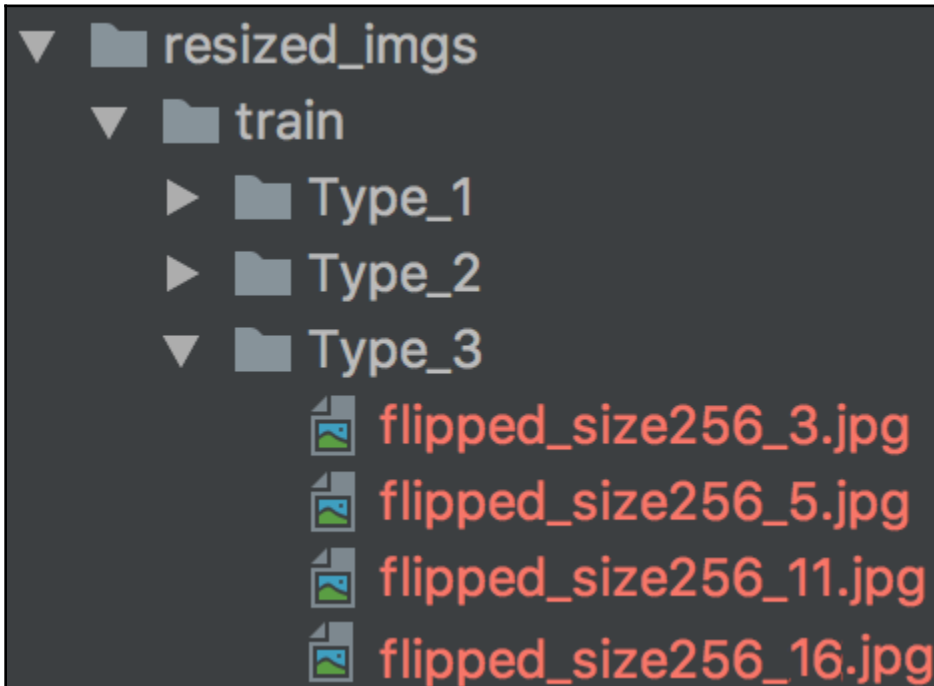 resized_imgs
train
Type_1
Type_2
Type_3
flipped_size256_3.jpg
flipped_size256_5.jpg
flipped_size256_11.jpg
flipped_size256_16.jpg